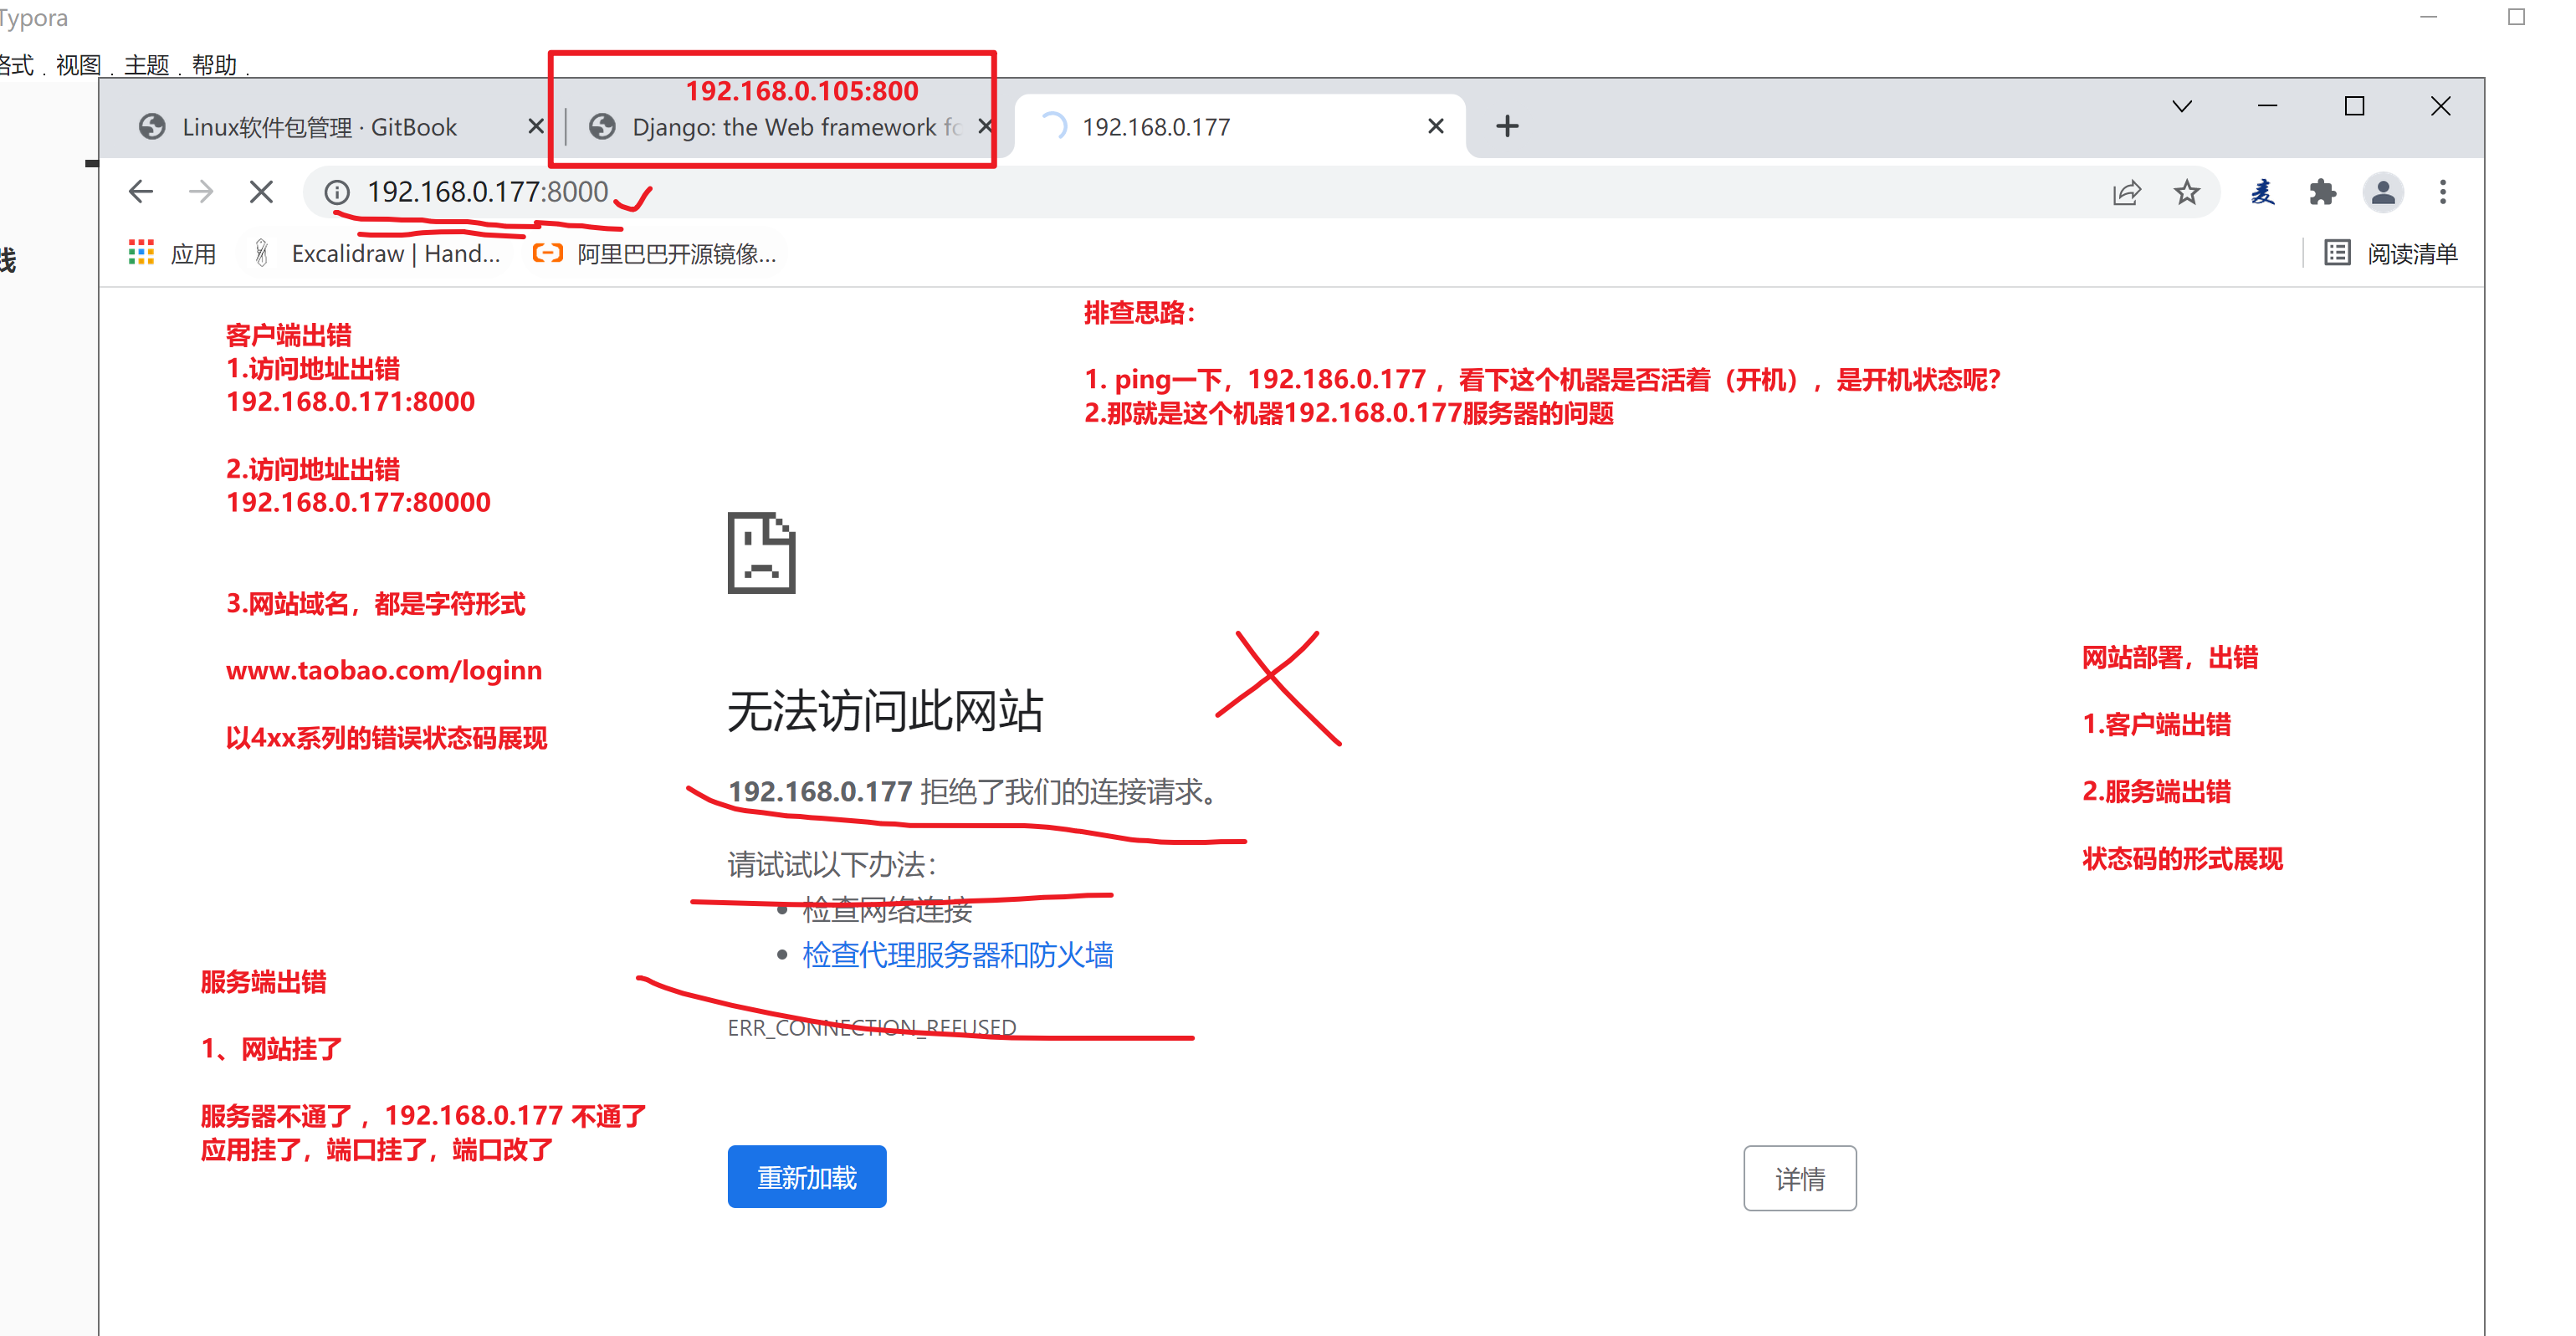 Typora
格式 视图 主题 帮助
192.168.0.105:800
Linux软件包管理 · GitBook
Django: the Web framework fo
192.168.0.177
192.168.0.177:8000
应用
Excalidraw | Hand...
阿里巴巴开源镜像...
阅读清单
客户端出错
1.访问地址出错
192.168.0.171:8000
2.访问地址出错
192.168.0.177:80000
3.网站域名，都是字符形式
www.taobao.com/loginn
以4xx系列的错误状态码展现
排查思路：
1. ping一下，192.186.0.177 ，看下这个机器是否活着（开机），是开机状态呢？
2.那就是这个机器192.168.0.177服务器的问题
无法访问此网站
192.168.0.177 拒绝了我们的连接请求。
请试试以下办法：
检查网络连接
检查代理服务器和防火墙
ERR_CONNECTION_REFUSED
网站部署，出错
1.客户端出错
2.服务端出错
状态码的形式展现
服务端出错
1、网站挂了
服务器不通了 ，192.168.0.177 不通了
应用挂了，端口挂了，端口改了
重新加载
详情